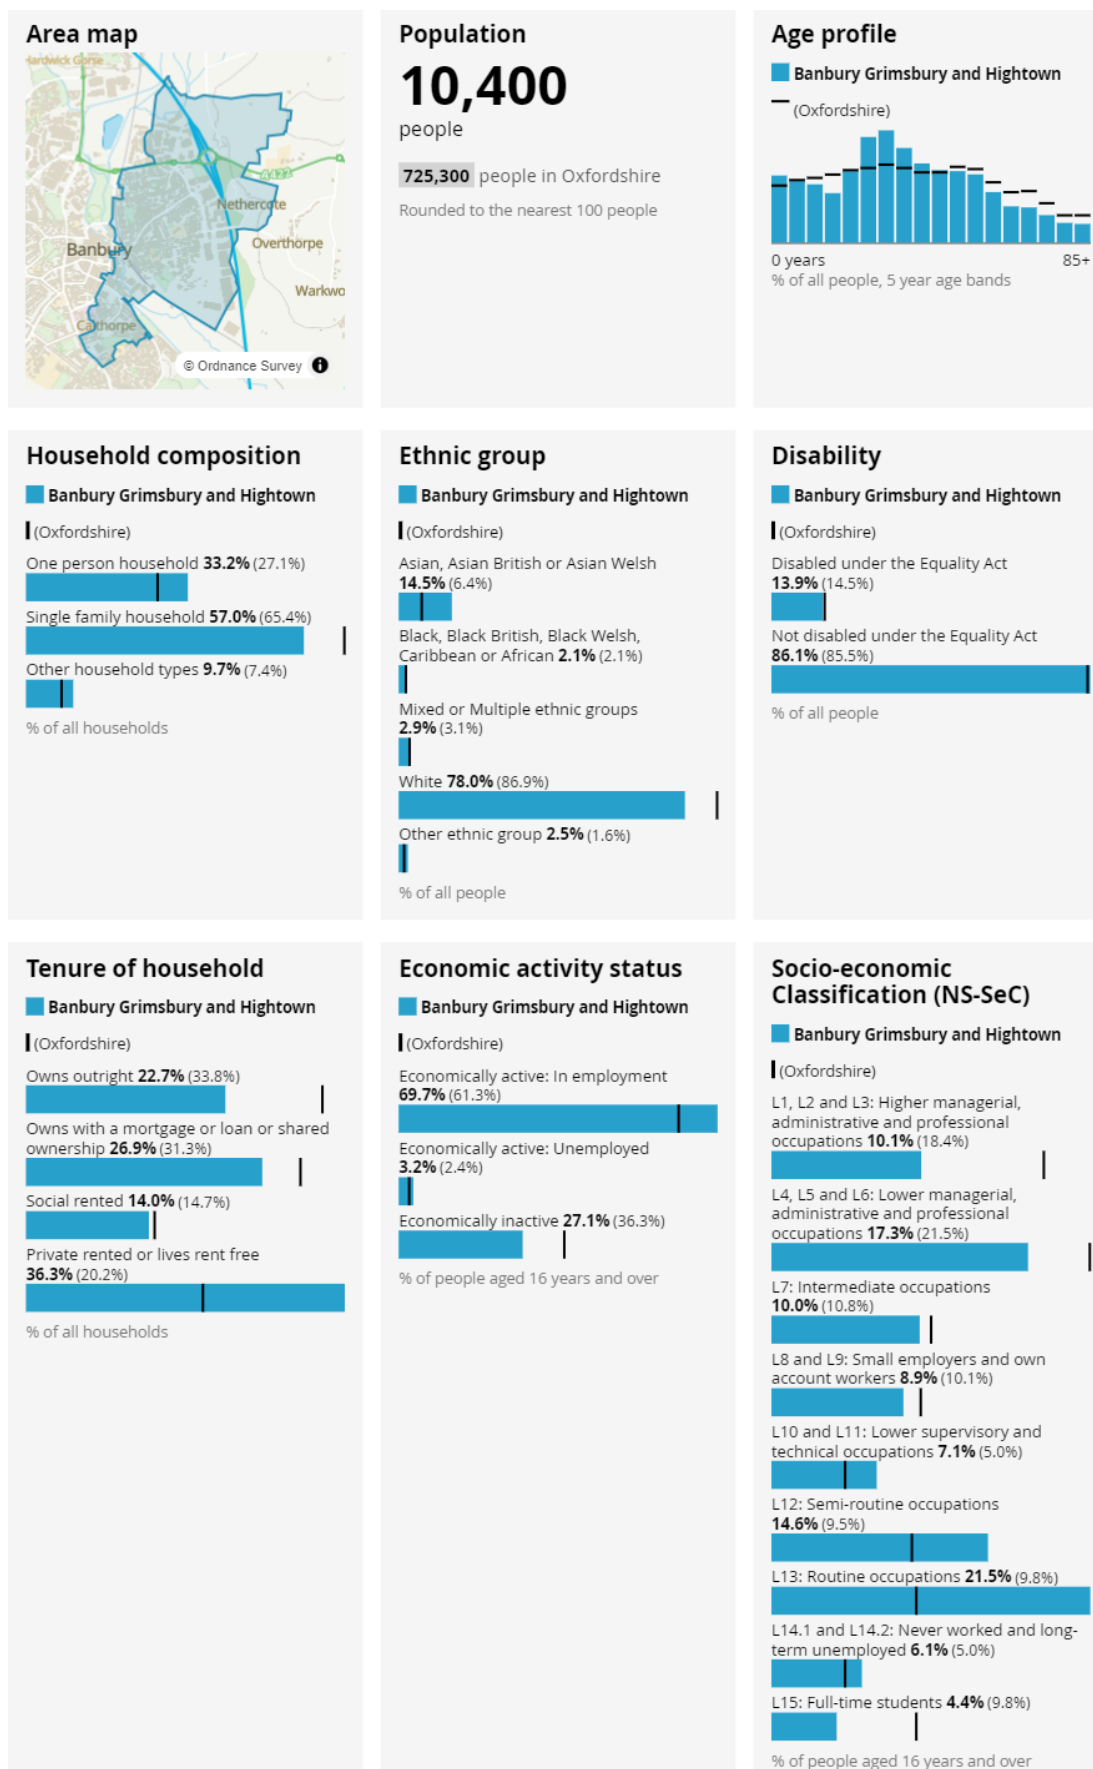 Area map
Hardwick Gorse
A422
Nethercote
Banbury
Overthorpe
Warkwo
Calthorpe
© Ordnance Survey
Population
10,400
people
725,300 people in Oxfordshire
Rounded to the nearest 100 people
Age profile
Banbury Grimsbury and Hightown
(Oxfordshire)
0 years 85+
% of all people, 5 year age bands
Household composition
Banbury Grimsbury and Hightown
(Oxfordshire)
One person household 33.2% (27.1%)
Single family household 57.0% (65.4%)
Other household types 9.7% (7.4%)
% of all households
Ethnic group
Banbury Grimsbury and Hightown
(Oxfordshire)
Asian, Asian British or Asian Welsh
14.5% (6.4%)
Black, Black British, Black Welsh,
Caribbean or African 2.1% (2.1%)
Mixed or Multiple ethnic groups
2.9% (3.1%)
White 78.0% (86.9%)
Other ethnic group 2.5% (1.6%)
% of all people
Disability
Banbury Grimsbury and Hightown
(Oxfordshire)
Disabled under the Equality Act
13.9% (14.5%)
Not disabled under the Equality Act
86.1% (85.5%)
% of all people
Tenure of household
Banbury Grimsbury and Hightown
(Oxfordshire)
Owns outright 22.7% (33.8%)
Owns with a mortgage or loan or shared
ownership 26.9% (31.3%)
Social rented 14.0% (14.7%)
Private rented or lives rent free
36.3% (20.2%)
% of all households
Economic activity status
Banbury Grimsbury and Hightown
(Oxfordshire)
Economically active: In employment
69.7% (61.3%)
Economically active: Unemployed
3.2% (2.4%)
Economically inactive 27.1% (36.3%)
% of people aged 16 years and over
Socio-economic
Classification (NS-SeC)
Banbury Grimsbury and Hightown
(Oxfordshire)
L1, L2 and L3: Higher managerial,
administrative and professional
occupations 10.1% (18.4%)
L4, L5 and L6: Lower managerial,
administrative and professional
occupations 17.3% (21.5%)
L7: Intermediate occupations
10.0% (10.8%)
L8 and L9: Small employers and own
account workers 8.9% (10.1%)
L10 and L11: Lower supervisory and
technical occupations 7.1% (5.0%)
L12: Semi-routine occupations
14.6% (9.5%)
L13: Routine occupations 21.5% (9.8%)
L14.1 and L14.2: Never worked and long-
term unemployed 6.1% (5.0%)
L15: Full-time students 4.4% (9.8%)
% of people aged 16 years and over